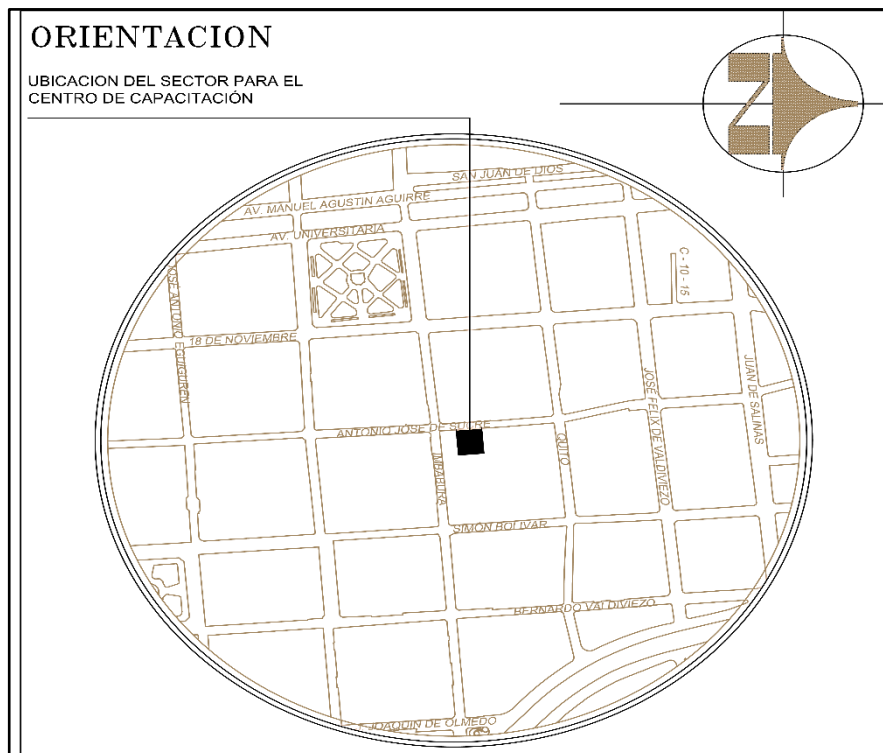 ORIENTACION
UBICACION DEL SECTOR PARA EL
CENTRO DE CAPACITACIÓN
N
SAN JUAN DE DIOS
AV. MANUEL AGUSTIN AGUIRRE
AV. UNIVERSITARIA
C - 10 - 15
JOSE ANTONIO EGUIGUREN
18 DE NOVIEMBRE
JUAN DE SALINAS
JOSE FELIX DE VALDIVIEZO
ANTONIO JOSE DE SUCRE
QUITO
IMBABURA
SIMON BOLIVAR
BERNARDO VALDIVIEZO
JOAQUIN DE OLMEDO